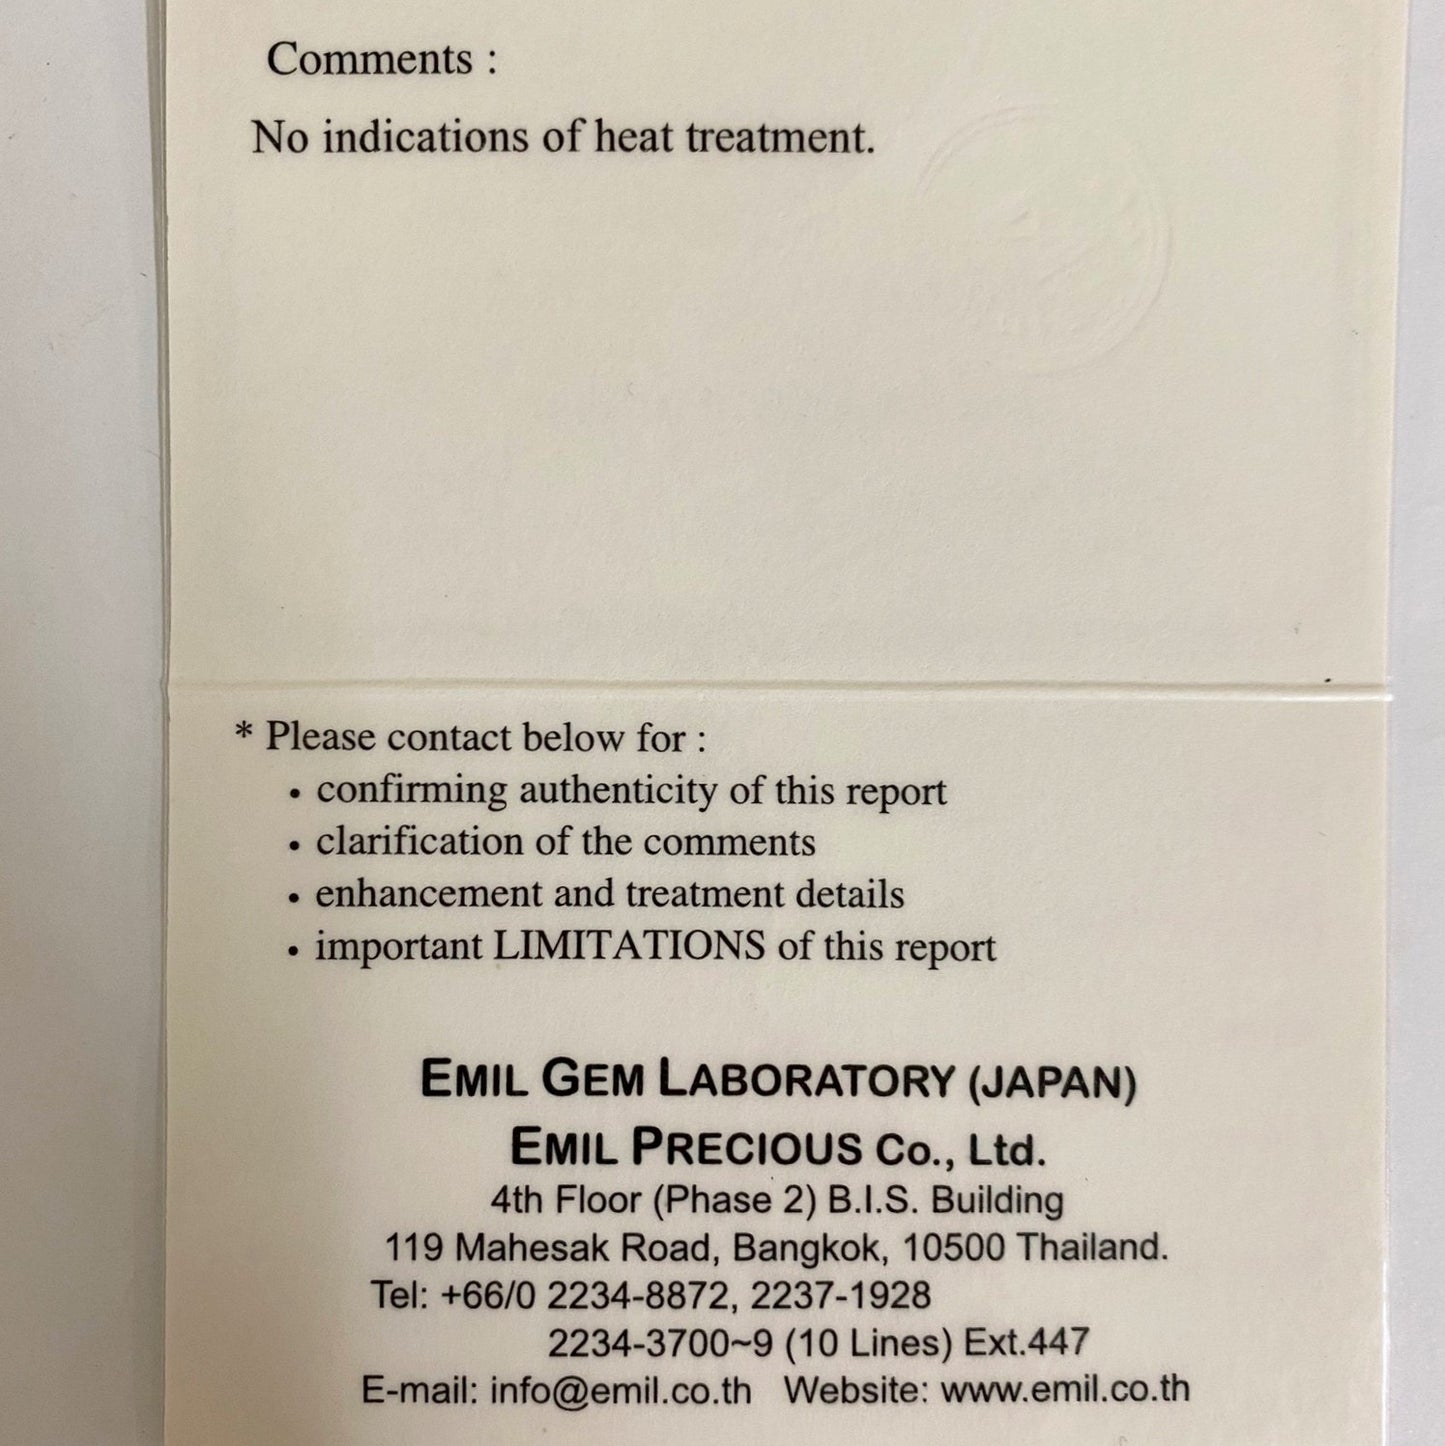 Comments :
No indications of heat treatment.
* Please contact below for :
• confirming authenticity of this report
• clarification of the comments
• enhancement and treatment details
• important LIMITATIONS of this report
EMIL GEM LABORATORY (JAPAN)
EMIL PRECIOUS Co., Ltd.
4th Floor (Phase 2) B.I.S. Building
119 Mahesak Road, Bangkok, 10500 Thailand.
Tel: +66/0 2234-8872, 2237-1928
2234-3700~9 (10 Lines) Ext.447
E-mail: info@emil.co.th Website: www.emil.co.th